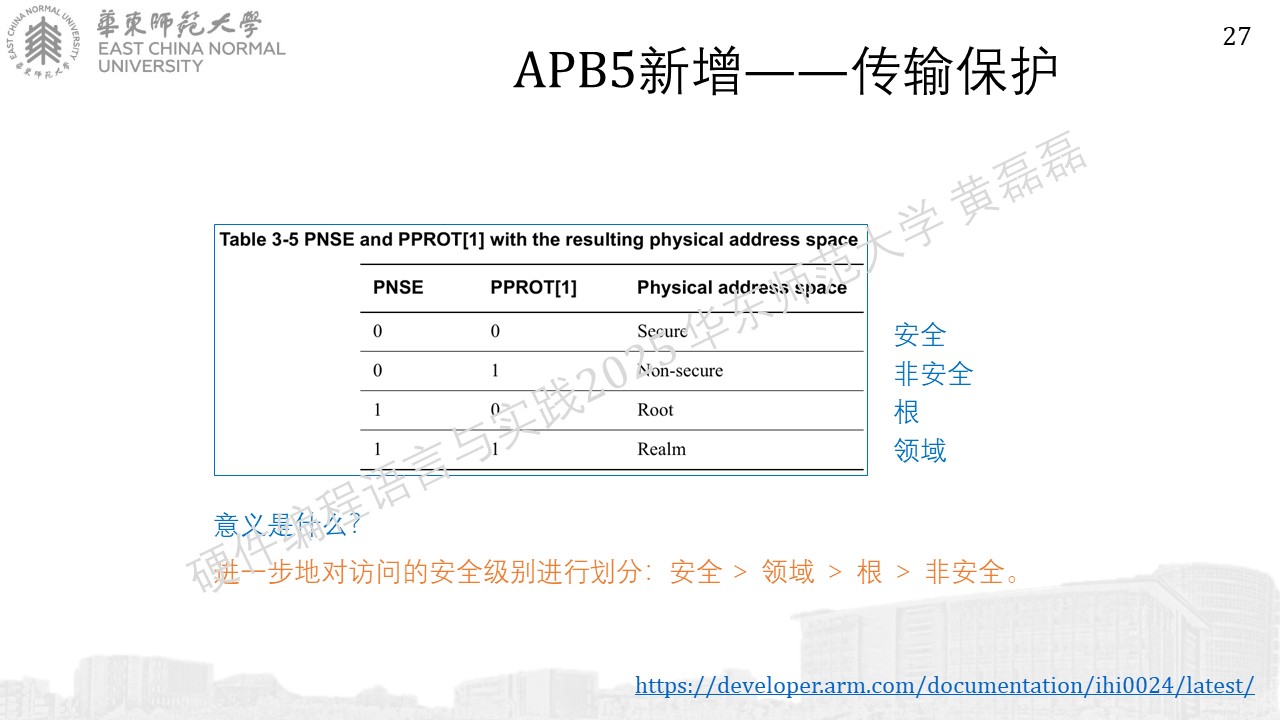 華東師范大學
EAST CHINA NORMAL
UNIVERSITY
EAST CHINA NORMAL UNIVERSITY
華東師范大學
27
APB5新增——传输保护
Table 3-5 PNSE and PPROT[1] with the resulting physical address space
PNSE PPROT[1] Physical address space
0 0 Secure 安全
0 1 Non-secure 非安全
1 0 Root 根
1 1 Realm 领域
意义是什么?
进一步地对访问的安全级别进行划分：安全 > 领域 > 根 > 非安全。
硬件编程语言与实践2025 华东师范大学 黄磊磊
https://developer.arm.com/documentation/ihi0024/latest/